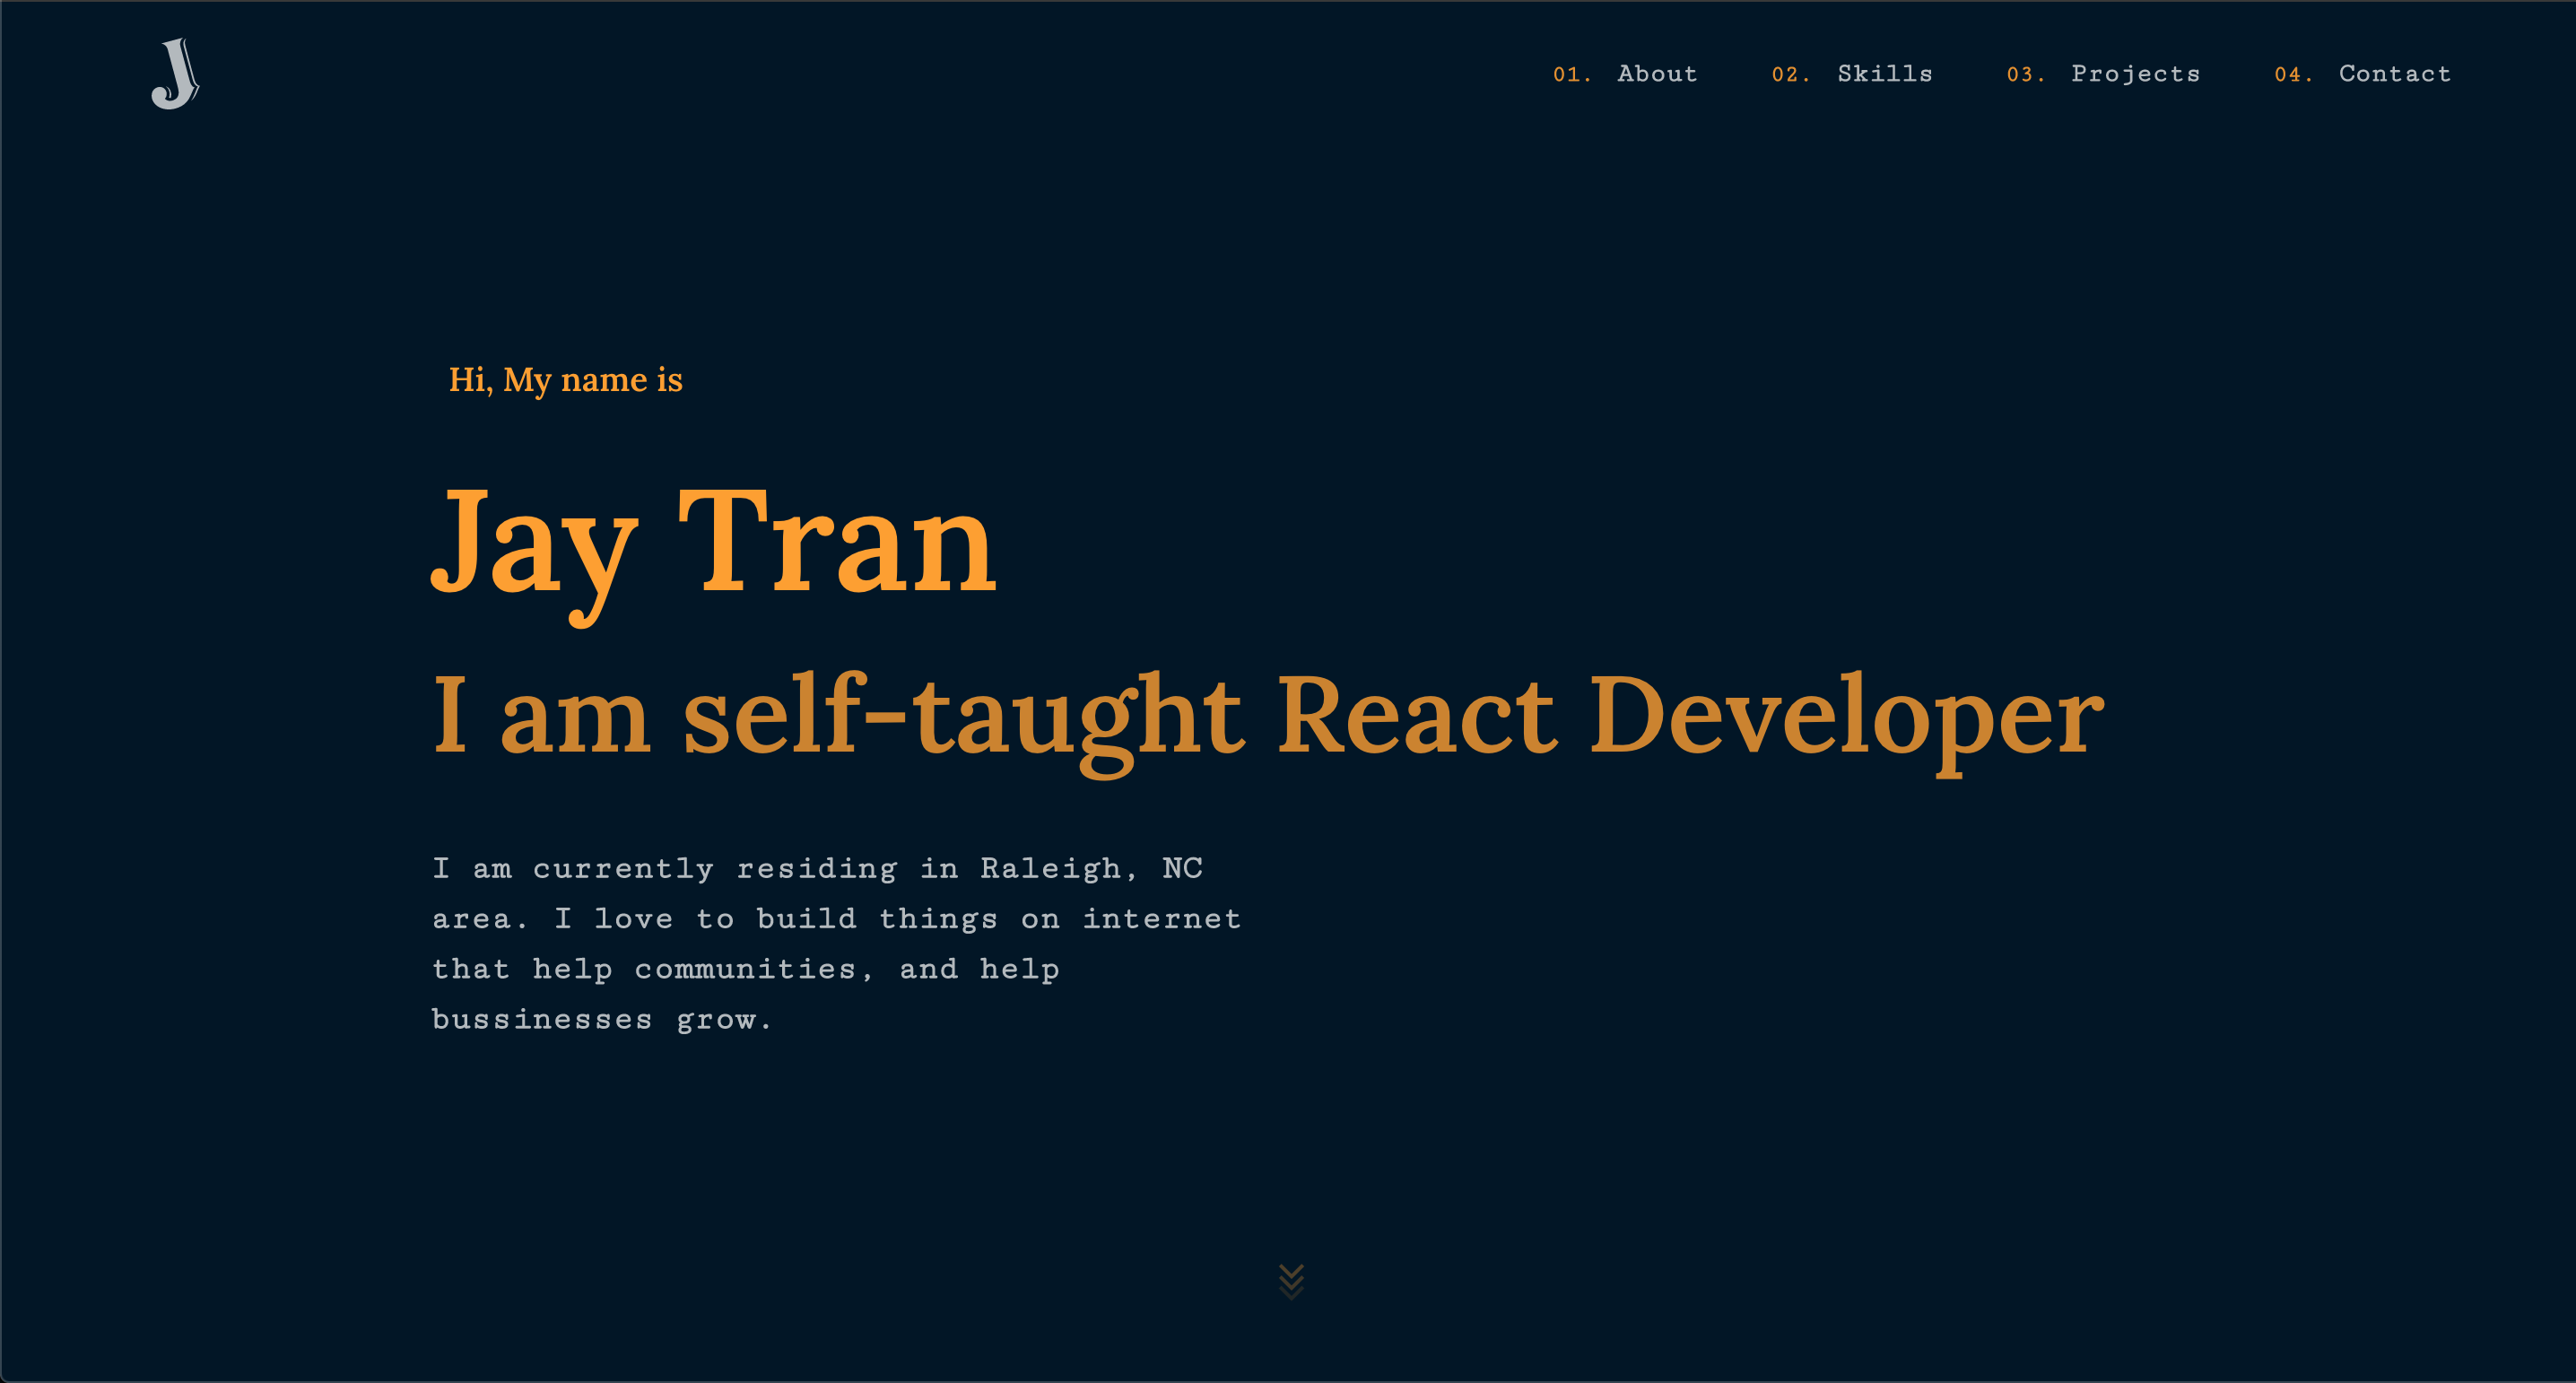 J
01. About 02. Skills 03. Projects 04. Contact
Hi, My name is
Jay Tran
I am self-taught React Developer
I am currently residing in Raleigh, NC
area. I love to build things on internet
that help communities, and help
bussinesses grow.